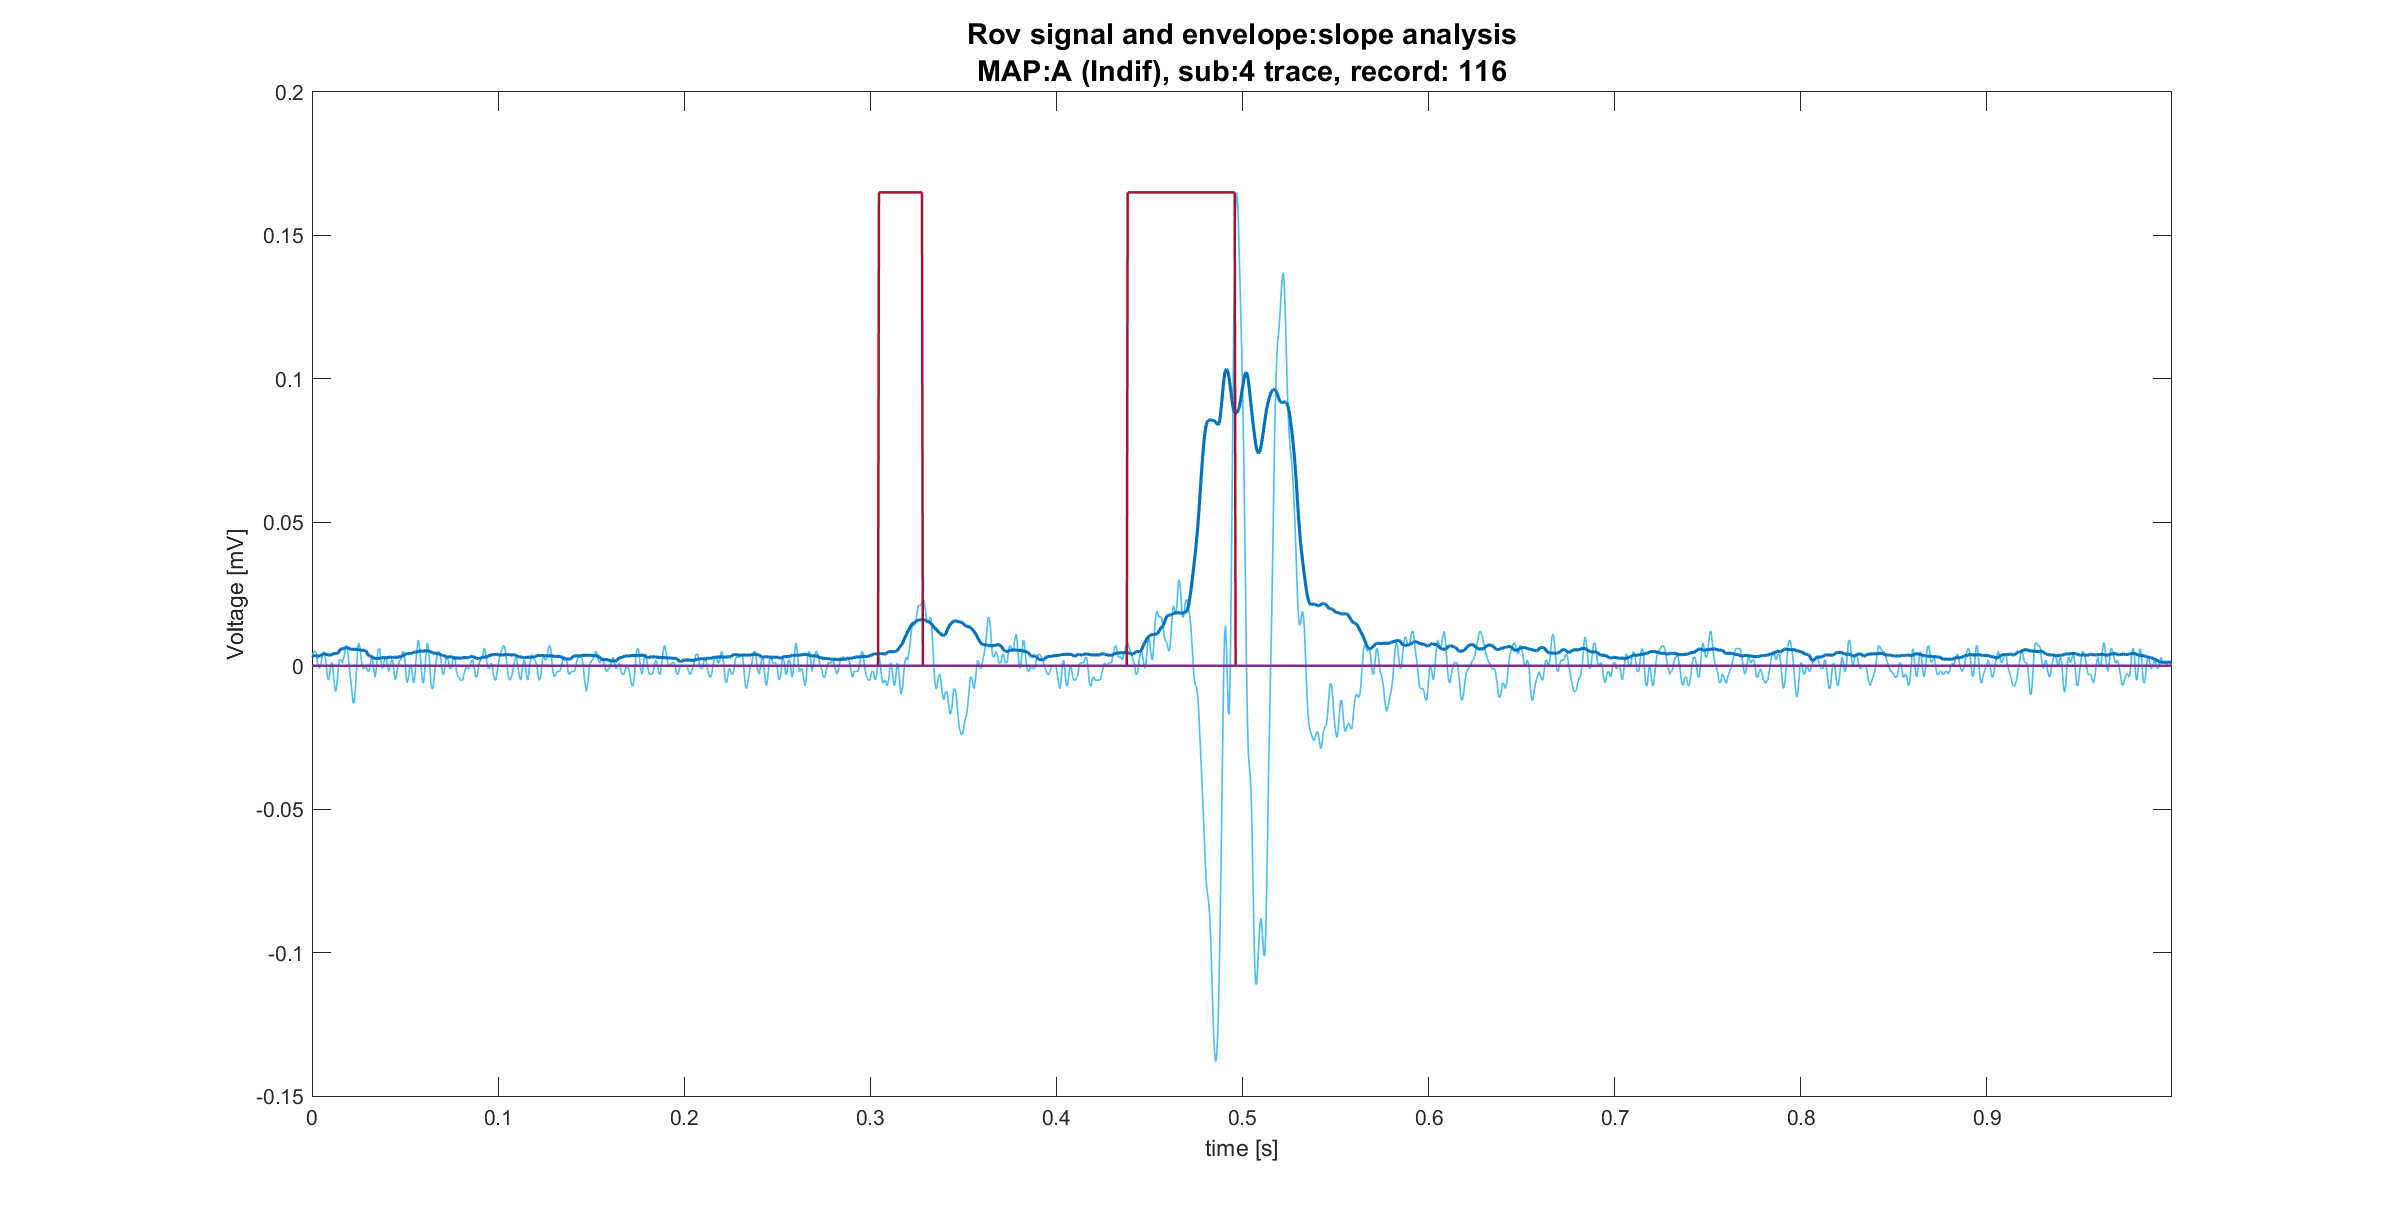 Rov signal and envelope:slope analysis
MAP:A (Indif), sub:4 trace, record: 116
0.2
0.15
0.1
0.05
0
-0.05
-0.1
-0.15
Voltage [mV]
0 0.1 0.2 0.3 0.4 0.5 0.6 0.7 0.8 0.9
time [s]